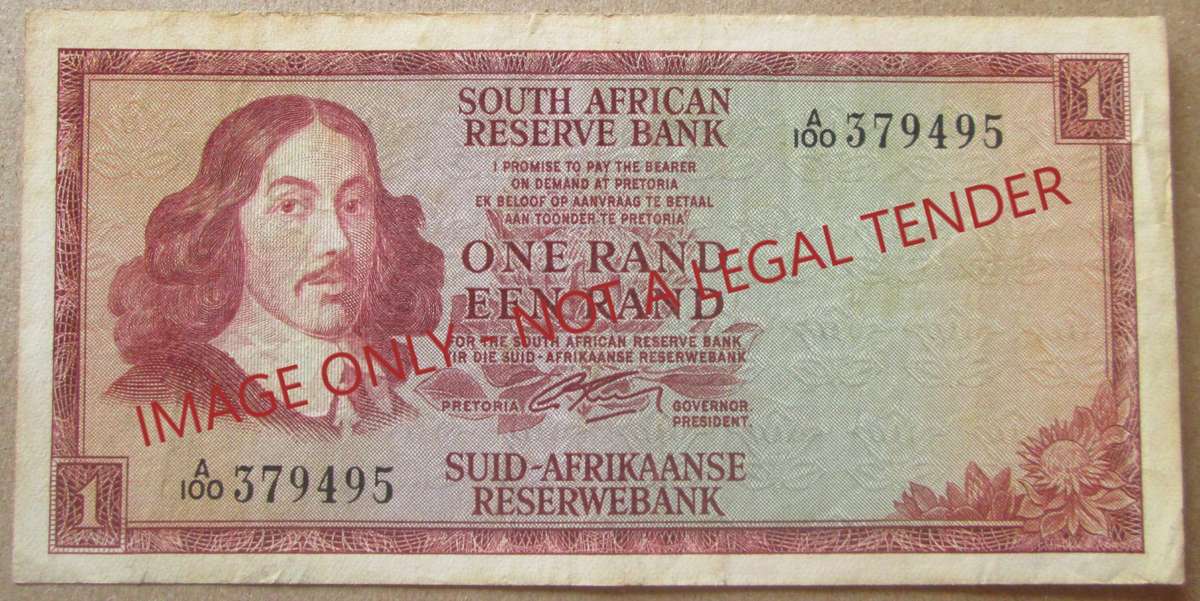 1
SOUTH AFRICAN
RESERVE BANK
A/100 379495
I PROMISE TO PAY THE BEARER
ON DEMAND AT PRETORIA
EK BELOOF OP AANVRAAG TE BETAAL
AAN TOONDER TE PRETORIA
ONE RAND
EEN RAND
FOR THE SOUTH AFRICAN RESERVE BANK
VIR DIE SUID-AFRIKAANSE RESERWEBANK
PRETORIA
GOVERNOR.
PRESIDENT.
A/100 379495
SUID-AFRIKAANSE
RESERWEBANK
1
IMAGE ONLY - NOT A LEGAL TENDER